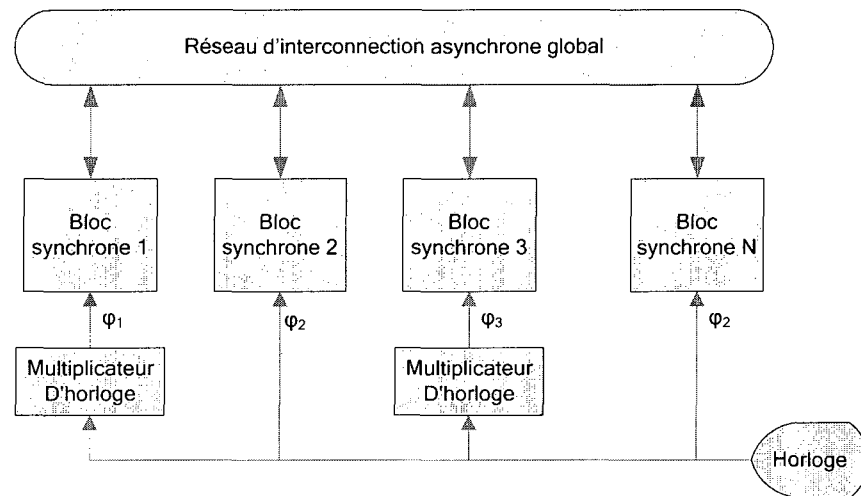 Réseau d'interconnection asynchrone global
Bloc
synchrone 1
Bloc
synchrone 2
Bloc
synchrone 3
Bloc
synchrone N
φ1
φ2
φ3
φ2
Multiplicateur
D'horloge
Multiplicateur
D'horloge
Horloge